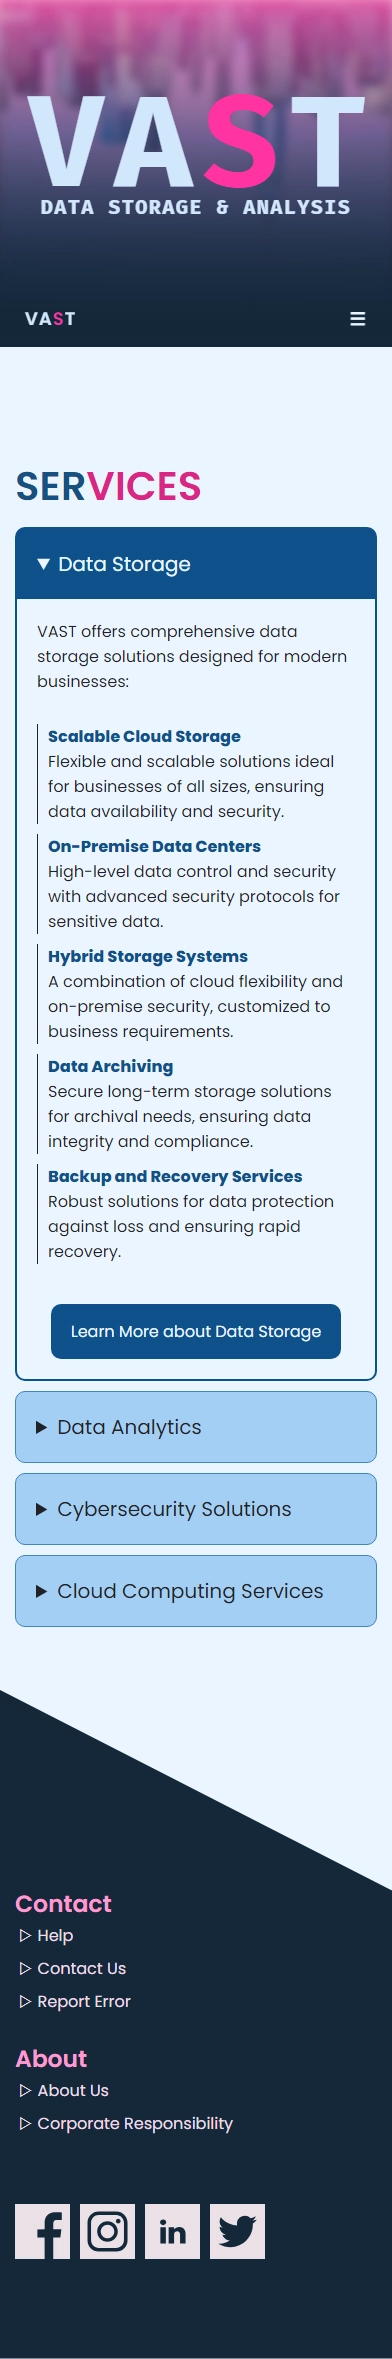 VAST
DATA STORAGE & ANALYSIS
VAST
SERVICES
Data Storage
VAST offers comprehensive data
storage solutions designed for modern
businesses:
Scalable Cloud Storage
Flexible and scalable solutions ideal
for businesses of all sizes, ensuring
data availability and security.
On-Premise Data Centers
High-level data control and security
with advanced security protocols for
sensitive data.
Hybrid Storage Systems
A combination of cloud flexibility and
on-premise security, customized to
business requirements.
Data Archiving
Secure long-term storage solutions
for archival needs, ensuring data
integrity and compliance.
Backup and Recovery Services
Robust solutions for data protection
against loss and ensuring rapid
recovery.
Learn More about Data Storage
Data Analytics
Cybersecurity Solutions
Cloud Computing Services
Contact
Help
Contact Us
Report Error
About
About Us
Corporate Responsibility